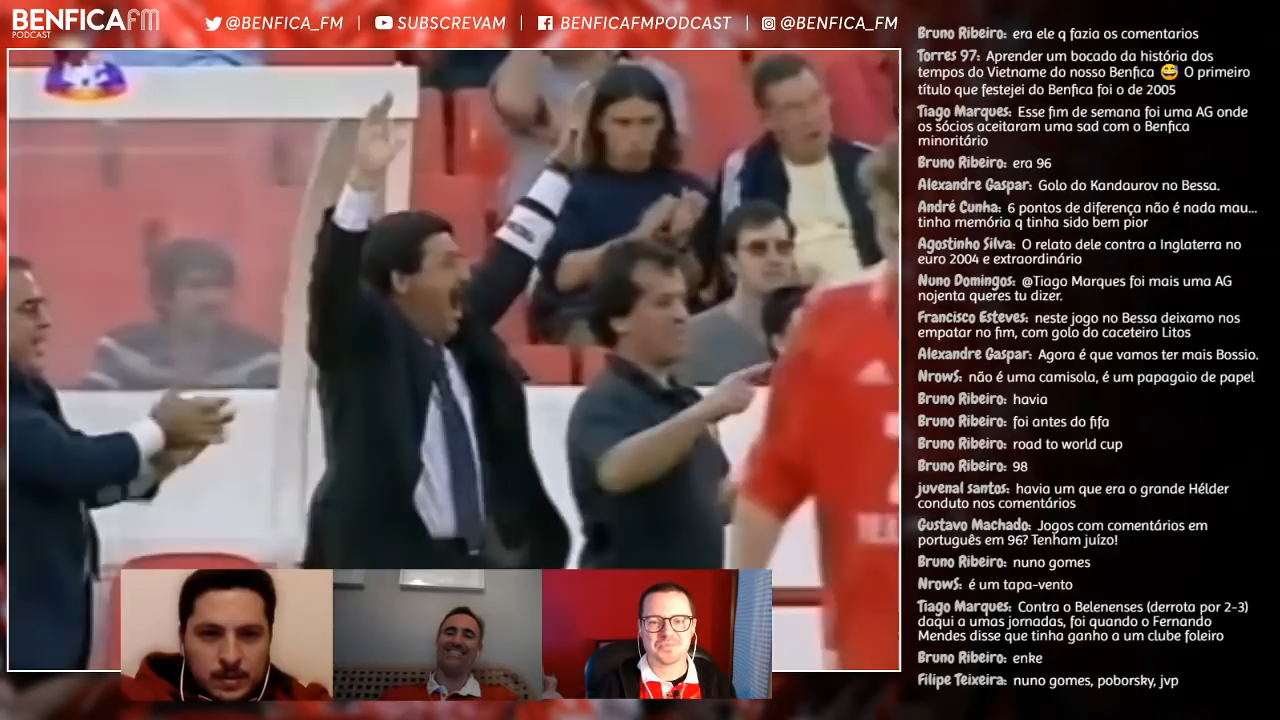 BENFICA FM
PODCAST
@BENFICA_FM | SUBSCREVAM | BENFICAFMPODCAST | @BENFICA_FM
Bruno Ribeiro: era ele q fazia os comentarios
Torres 97: Aprender um bocado da história dos
tempos do Vietname do nosso Benfica 😅 O primeiro
título que festejei do Benfica foi o de 2005
Tiago Marques: Esse fim de semana foi uma AG onde
os sócios aceitaram uma sad com o Benfica
minoritário
Bruno Ribeiro: era 96
Alexandre Gaspar: Golo do Kandaurov no Bessa.
André Cunha: 6 pontos de diferença não é nada mau...
tinha memória q tinha sido bem pior
Agostinho Silva: O relato dele contra a Inglaterra no
euro 2004 e extraordinário
Nuno Domingos: @Tiago Marques foi mais uma AG
nojenta queres tu dizer.
Francisco Esteves: neste jogo no Bessa deixamo nos
empatar no fim, com golo do caceteiro Litos
Alexandre Gaspar: Agora é que vamos ter mais Bossio.
NrowS: não é uma camisola, é um papagaio de papel
Bruno Ribeiro: havia
Bruno Ribeiro: foi antes do fifa
Bruno Ribeiro: road to world cup
Bruno Ribeiro: 98
juvenal santos: havia um que era o grande Hélder
conduto nos comentários
Gustavo Machado: Jogos com comentários em
português em 96? Tenham juízo!
Bruno Ribeiro: nuno gomes
NrowS: é um tapa-vento
Tiago Marques: Contra o Belenenses (derrota por 2-3)
daqui a umas jornadas, foi quando o Fernando
Mendes disse que tinha ganho a um clube foleiro
Bruno Ribeiro: enke
Filipe Teixeira: nuno gomes, poborsky, jvp